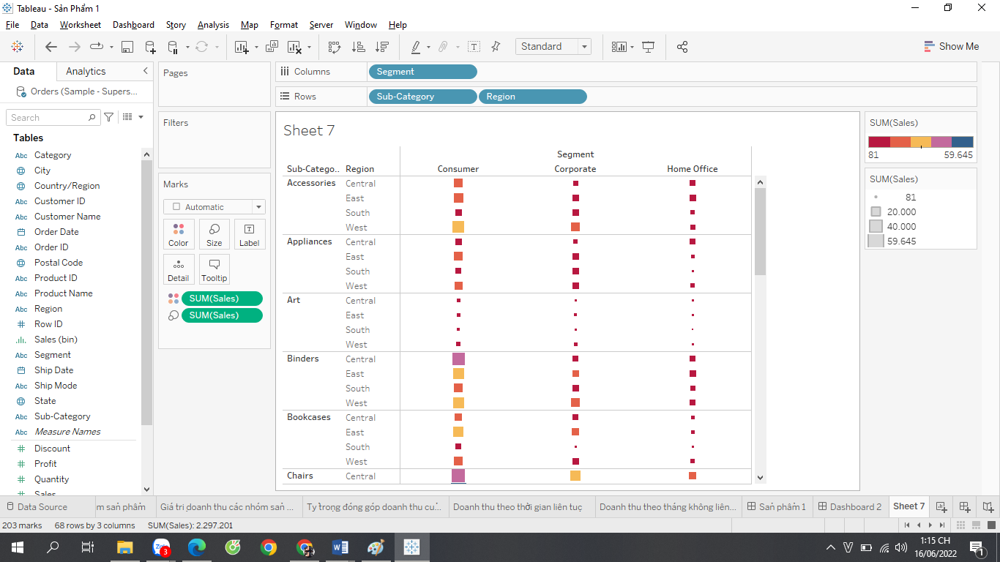 Tableau - Sản Phẩm 1
File Data Worksheet Dashboard Story Analysis Map Format Server Window Help
Standard
Show Me
Data Analytics
Orders (Sample - Supers...
Search
Tables
Abc Category
City
Country/Region
Abc Customer ID
Abc Customer Name
Order Date
Abc Order ID
Postal Code
Abc Product ID
Abc Product Name
Abc Region
Row ID
Sales (bin)
Abc Segment
Ship Date
Abc Ship Mode
State
Abc Sub-Category
Abc Measure Names
Discount
Profit
Quantity
Sales
Pages
Filters
Marks
Automatic
Color Size Label
Detail Tooltip
SUM(Sales)
SUM(Sales)
Columns Segment
Rows Sub-Category Region
Sheet 7
Segment
Sub-Catego.. Region Consumer Corporate Home Office
Accessories Central
East
South
West
Appliances Central
East
South
West
Art Central
East
South
West
Binders Central
East
South
West
Bookcases Central
East
South
West
Chairs Central
SUM(Sales)
81 59.645
SUM(Sales)
81
20.000
40.000
59.645
Data Source m sản phẩm Giá trị doanh thu các nhóm sản ... Tỷ trọng đóng góp doanh thu củ... Doanh thu theo thời gian liên tục Doanh thu theo tháng không liên... Sản phẩm 1 Dashboard 2 Sheet 7
203 marks 68 rows by 3 columns SUM(Sales): 2.297.201
3
1:15 CH
16/06/2022
1